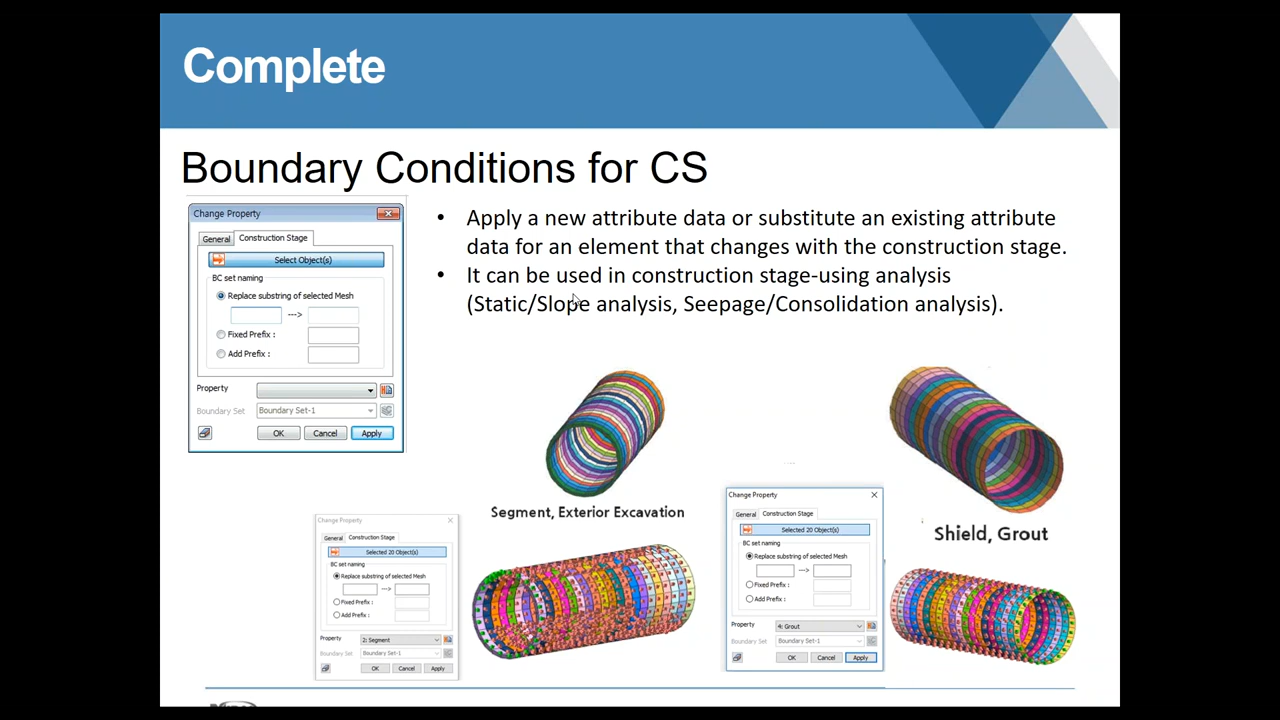 Complete
Boundary Conditions for CS
Change Property
General Construction Stage
Select Object(s)
BC set naming
Replace substring of selected Mesh
--->
Fixed Prefix :
Add Prefix :
Property
Boundary Set Boundary Set-1
OK Cancel Apply
• Apply a new attribute data or substitute an existing attribute
data for an element that changes with the construction stage.
• It can be used in construction stage-using analysis
(Static/Slope analysis, Seepage/Consolidation analysis).
Segment, Exterior Excavation
Shield, Grout
Change Property
General Construction Stage
Selected 20 Object(s)
BC set naming
Replace substring of selected Mesh
--->
Fixed Prefix :
Add Prefix :
Property 2: Segment
Boundary Set Boundary Set-1
OK Cancel Apply
Change Property
General Construction Stage
Selected 20 Object(s)
BC set naming
Replace substring of selected Mesh
--->
Fixed Prefix :
Add Prefix :
Property 4: Grout
Boundary Set Boundary Set-1
OK Cancel Apply